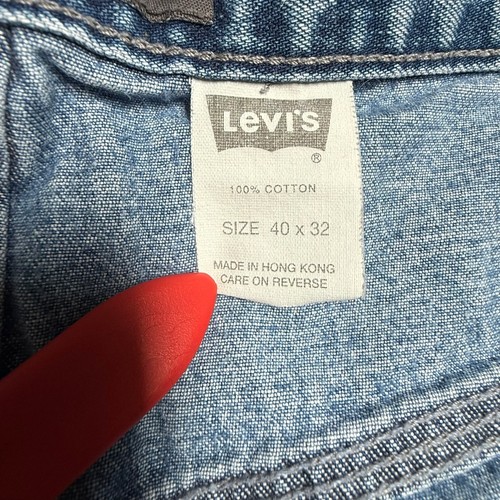 Levi's
®
100% COTTON
SIZE 40 x 32
MADE IN HONG KONG
CARE ON REVERSE